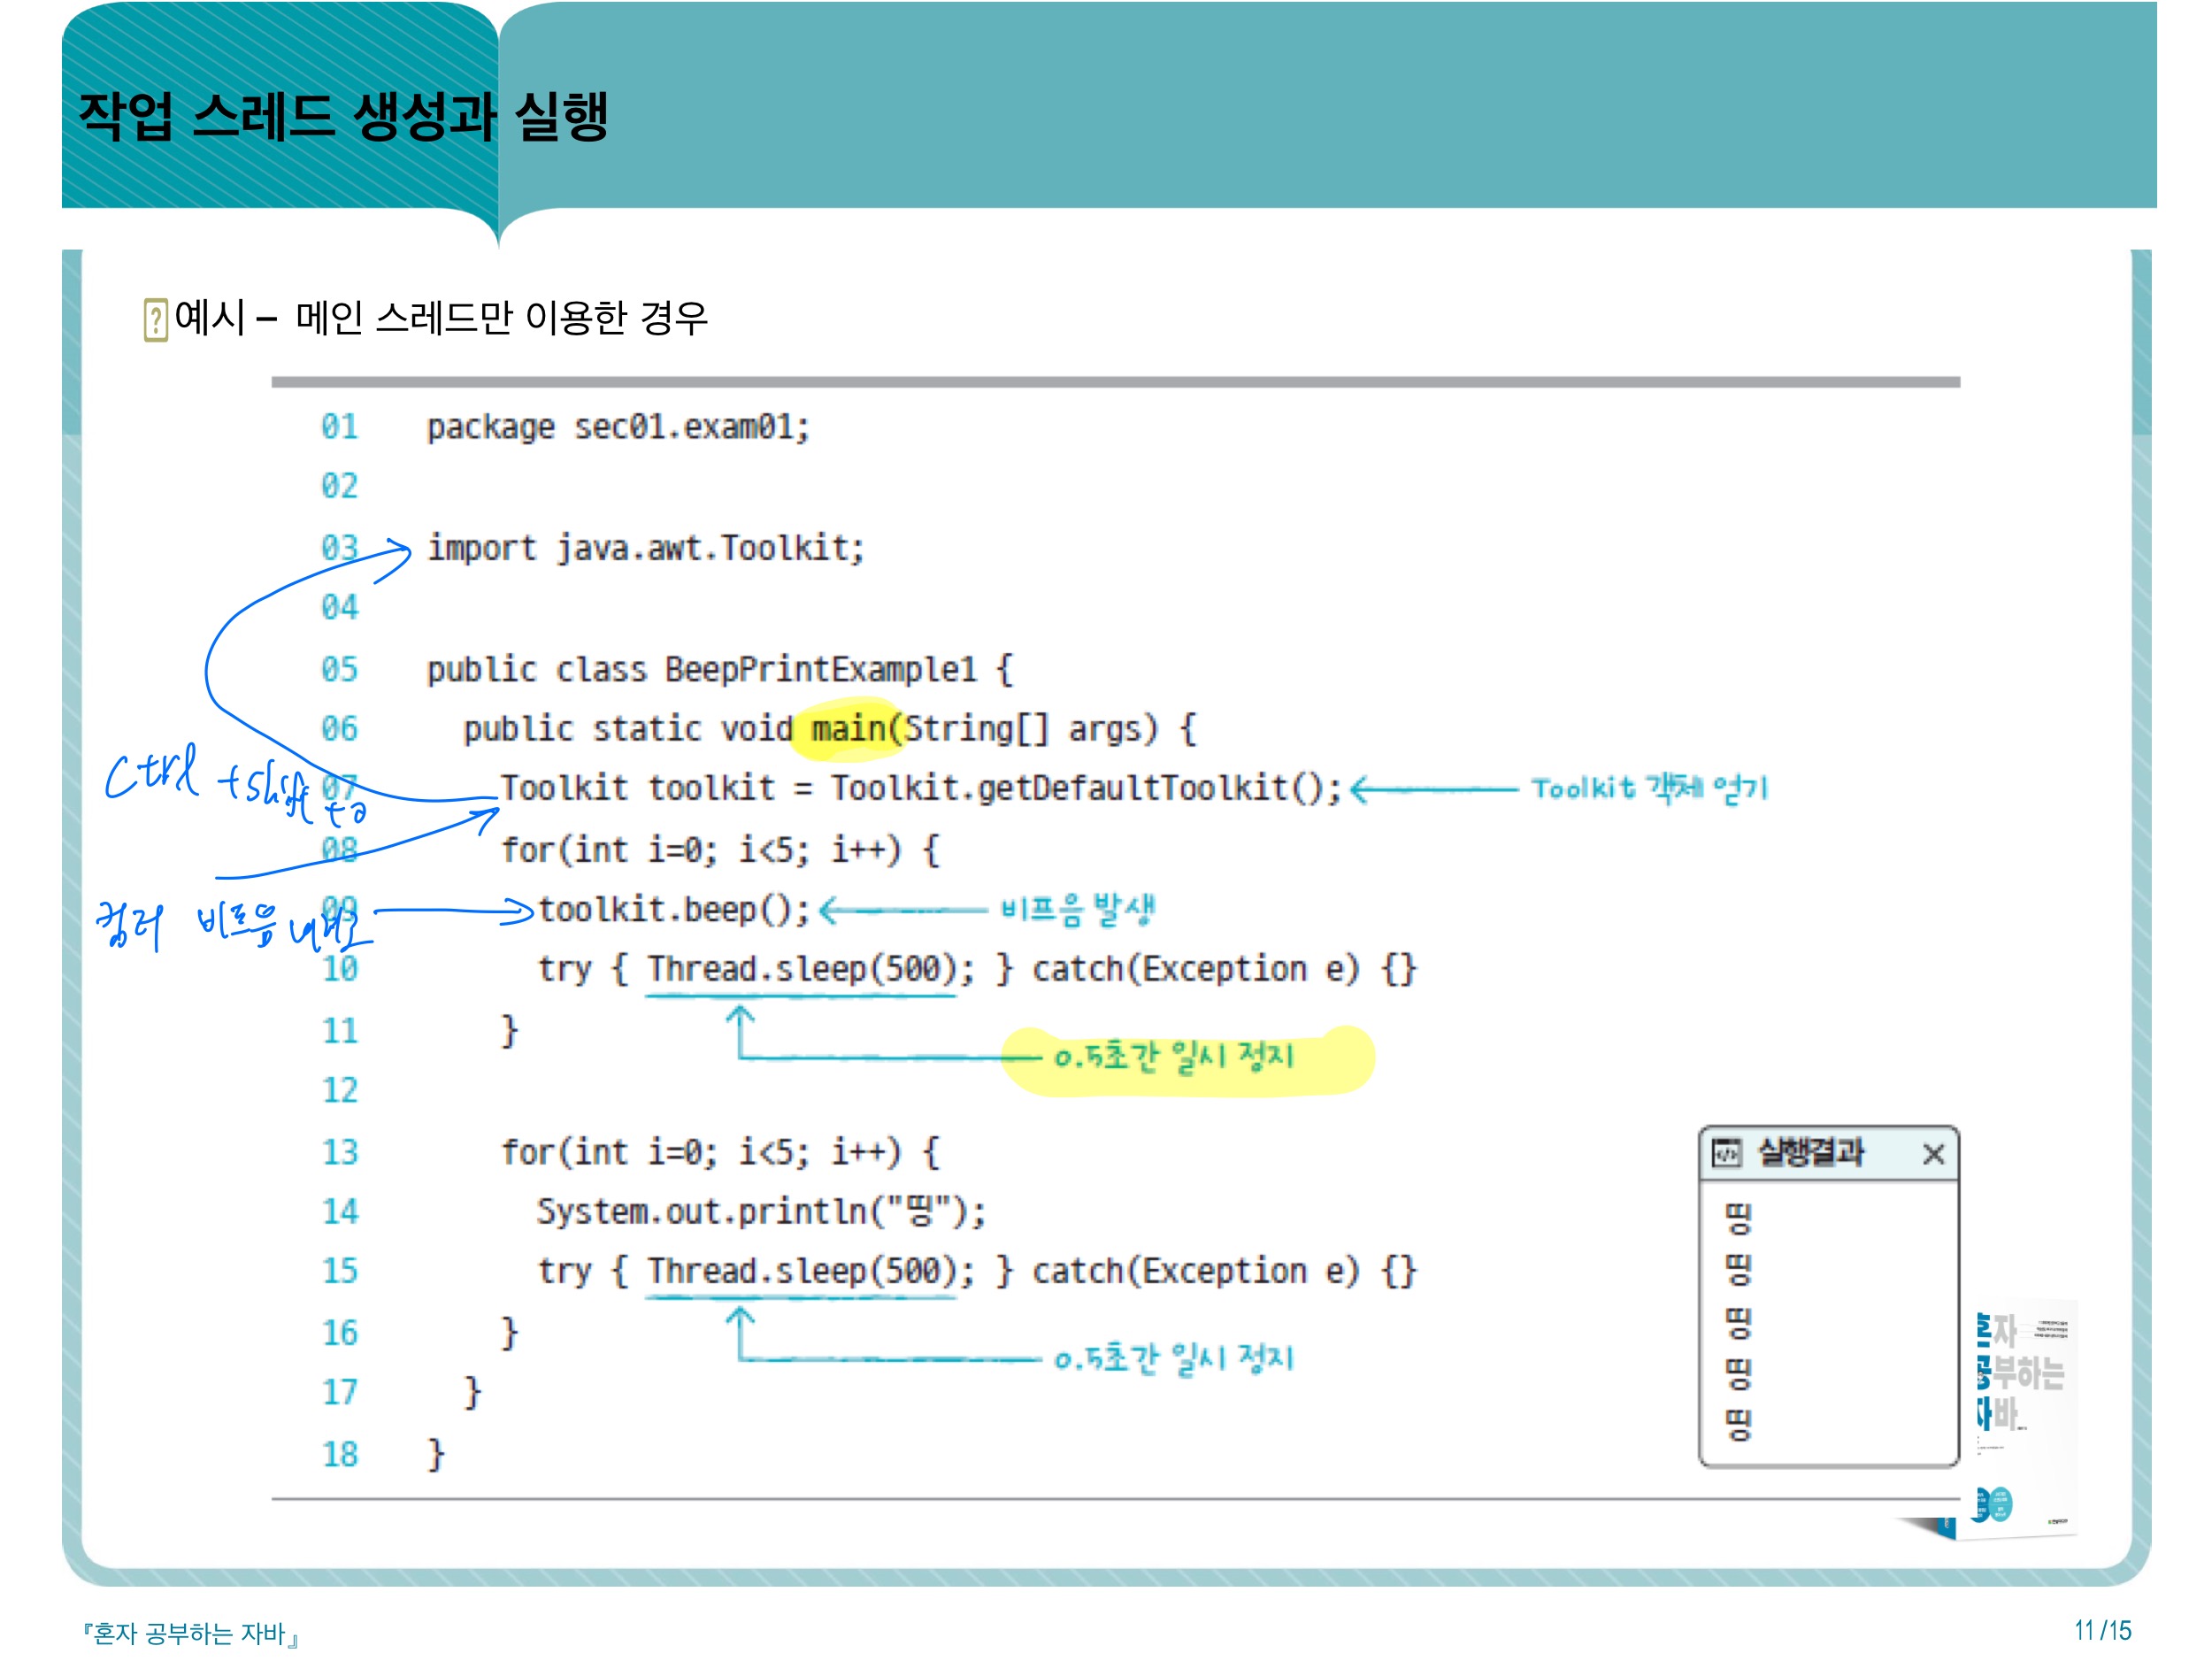 작업 스레드 생성과 실행
예시 – 메인 스레드만 이용한 경우
01 package sec01.exam01;
02
03 import java.awt.Toolkit;
04
05 public class BeepPrintExample1 {
06 public static void main(String[] args) {
Ctrl + Shift + o
07 Toolkit toolkit = Toolkit.getDefaultToolkit(); Toolkit 객체 얻기
08 for(int i=0; i<5; i++) {
비프음
09 toolkit.beep(); 비프음 발생
10 try { Thread.sleep(500); } catch(Exception e) {}
11 }
0.5초간 일시 정지
12
13 for(int i=0; i<5; i++) {
14 System.out.println("띵");
15 try { Thread.sleep(500); } catch(Exception e) {}
16 }
0.5초간 일시 정지
17 }
18 }
실행결과
띵
띵
띵
띵
띵
혼자
공부하는
자바
『혼자 공부하는 자바』
11/15